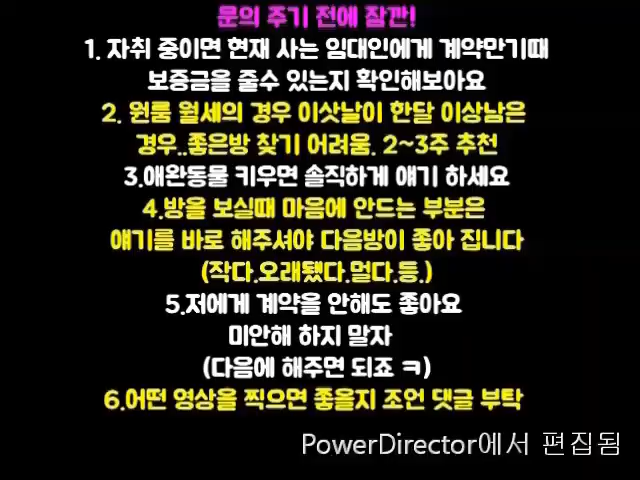 문의 주기 전에 잠깐!
1. 자취 중이면 현재 사는 임대인에게 계약만기때
보증금을 줄수 있는지 확인해보아요
2. 원룸 월세의 경우 이삿날이 한달 이상남은
경우..좋은방 찾기 어려움. 2~3주 추천
3.애완동물 키우면 솔직하게 얘기 하세요
4.방을 보실때 마음에 안드는 부분은
얘기를 바로 해주셔야 다음방이 좋아 집니다
(작다.오래됐다.멀다.등.)
5.저에게 계약을 안해도 좋아요
미안해 하지 말자
(다음에 해주면 되죠 ㅋ)
6.어떤 영상을 찍으면 좋을지 조언 댓글 부탁
PowerDirector에서 편집됨